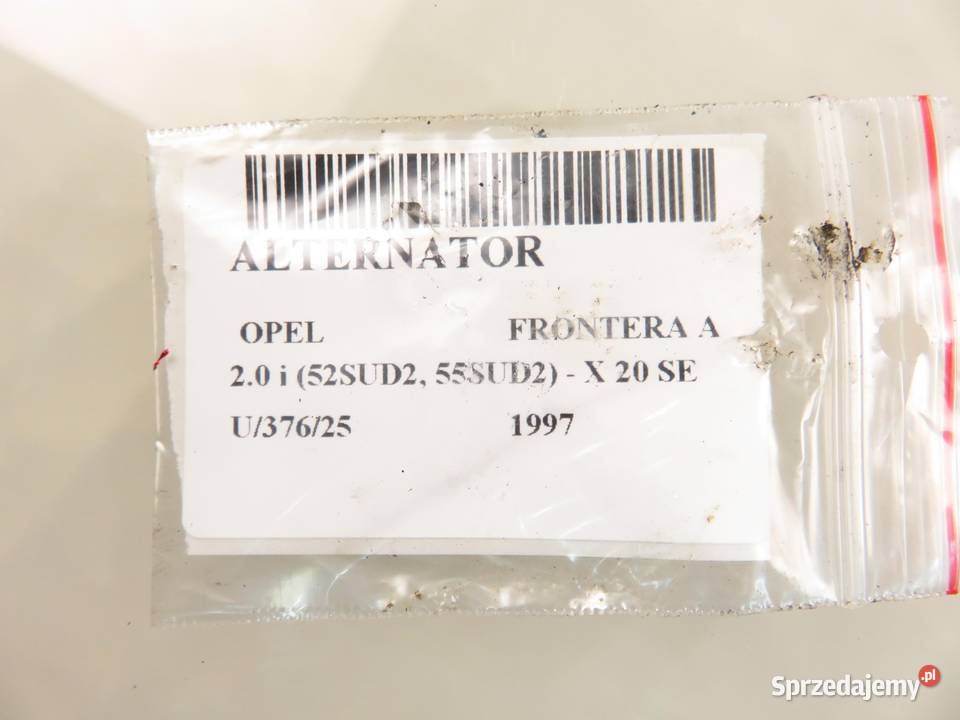 ALTERNATOR
OPEL FRONTERA A
2.0 i (52SUD2, 55SUD2) - X 20 SE
U/376/25 1997
Sprzedajemy.pl